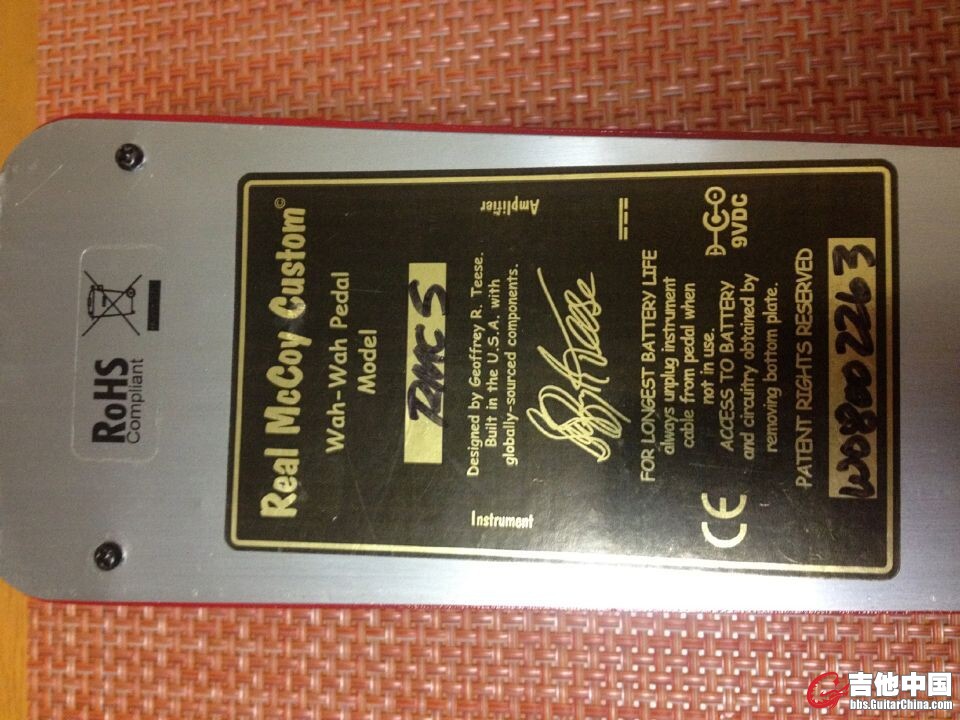 RoHS
Compliant
Real McCoy Custom©
Wah-Wah Pedal
Model
RMC5
Designed by Geoffrey R. Teese.
Built in the U.S.A. with
globally-sourced components.
Instrument
Amplifier
FOR LONGEST BATTERY LIFE
always unplug instrument
cable from pedal when
not in use.
ACCESS TO BATTERY
and circuitry obtained by
removing bottom plate.
CE
9VDC
PATENT RIGHTS RESERVED
W08002263
吉他中国
bbs.GuitarChina.com